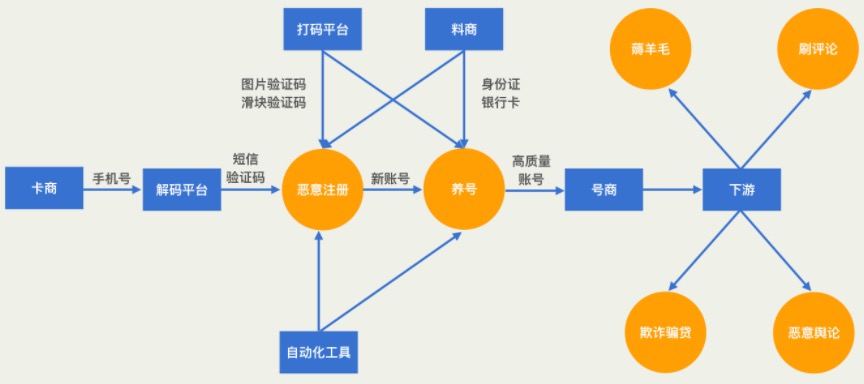 打码平台
料商
薅羊毛
刷评论
图片验证码
滑块验证码
身份证
银行卡
卡商
手机号
解码平台
短信
验证码
恶意注册
新账号
养号
高质量
账号
号商
下游
自动化工具
欺诈骗贷
恶意舆论